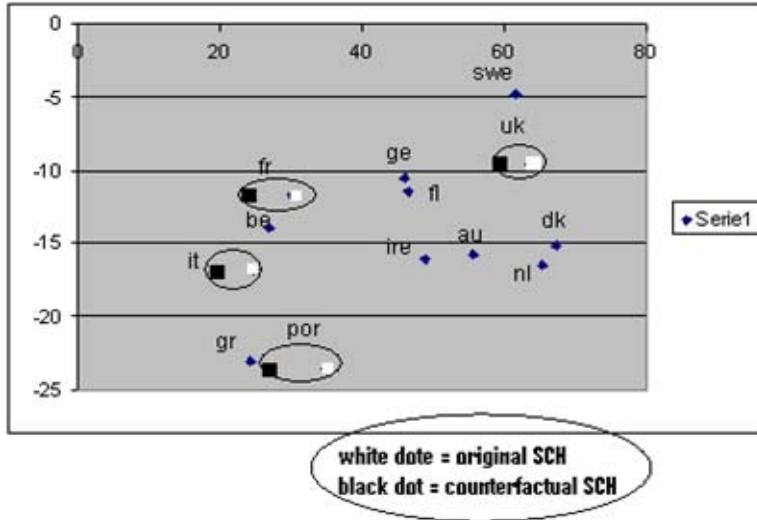 0
0 20 40 60 80
swe
-5
uk
ge
-10
fr
fl
be
dk
-15
au
ire
it
nl
-20
por
gr
-25
Serie1
white dote = original SCH
black dot = counterfactual SCH